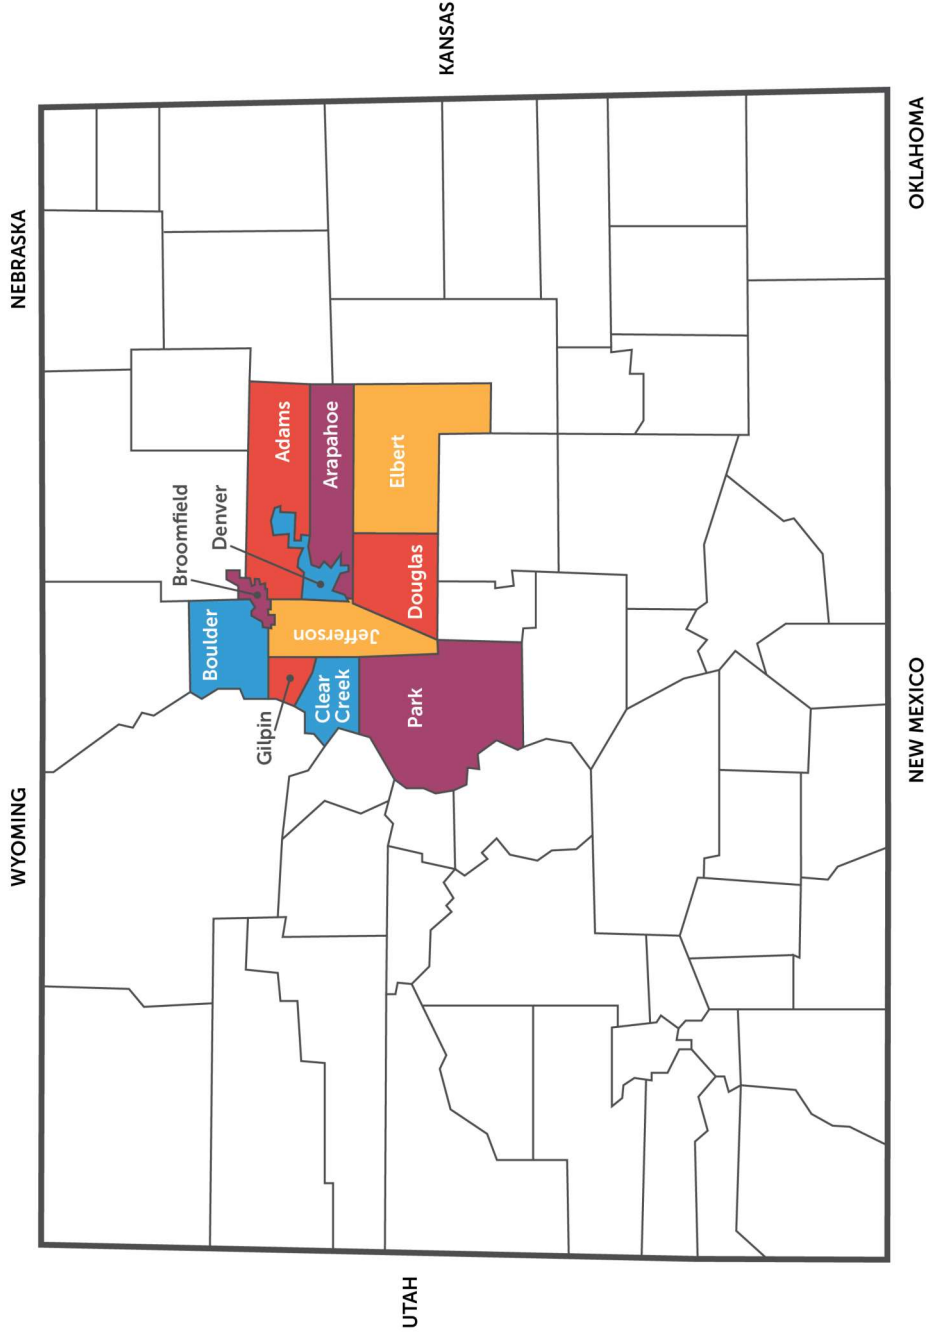 WYOMING
NEBRASKA
UTAH
KANSAS
Boulder
Broomfield
Gilpin
Denver
Adams
Clear
Creek
Jefferson
Arapahoe
Park
Douglas
Elbert
NEW MEXICO
OKLAHOMA